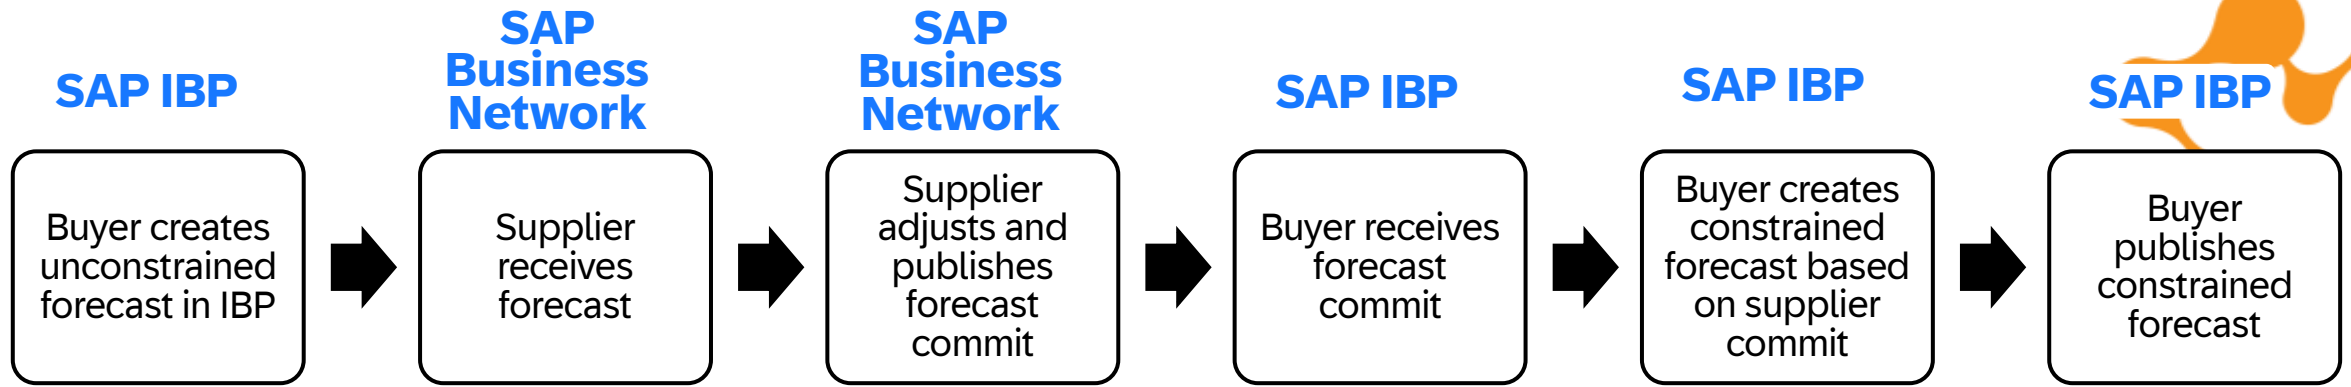 SAP IBP
Buyer creates
unconstrained
forecast in IBP
SAP
Business
Network
Supplier
receives
forecast
SAP
Business
Network
Supplier
adjusts and
publishes
forecast
commit
SAP IBP
Buyer receives
forecast
commit
SAP IBP
Buyer creates
constrained
forecast based
on supplier
commit
SAP IBP
Buyer
publishes
constrained
forecast